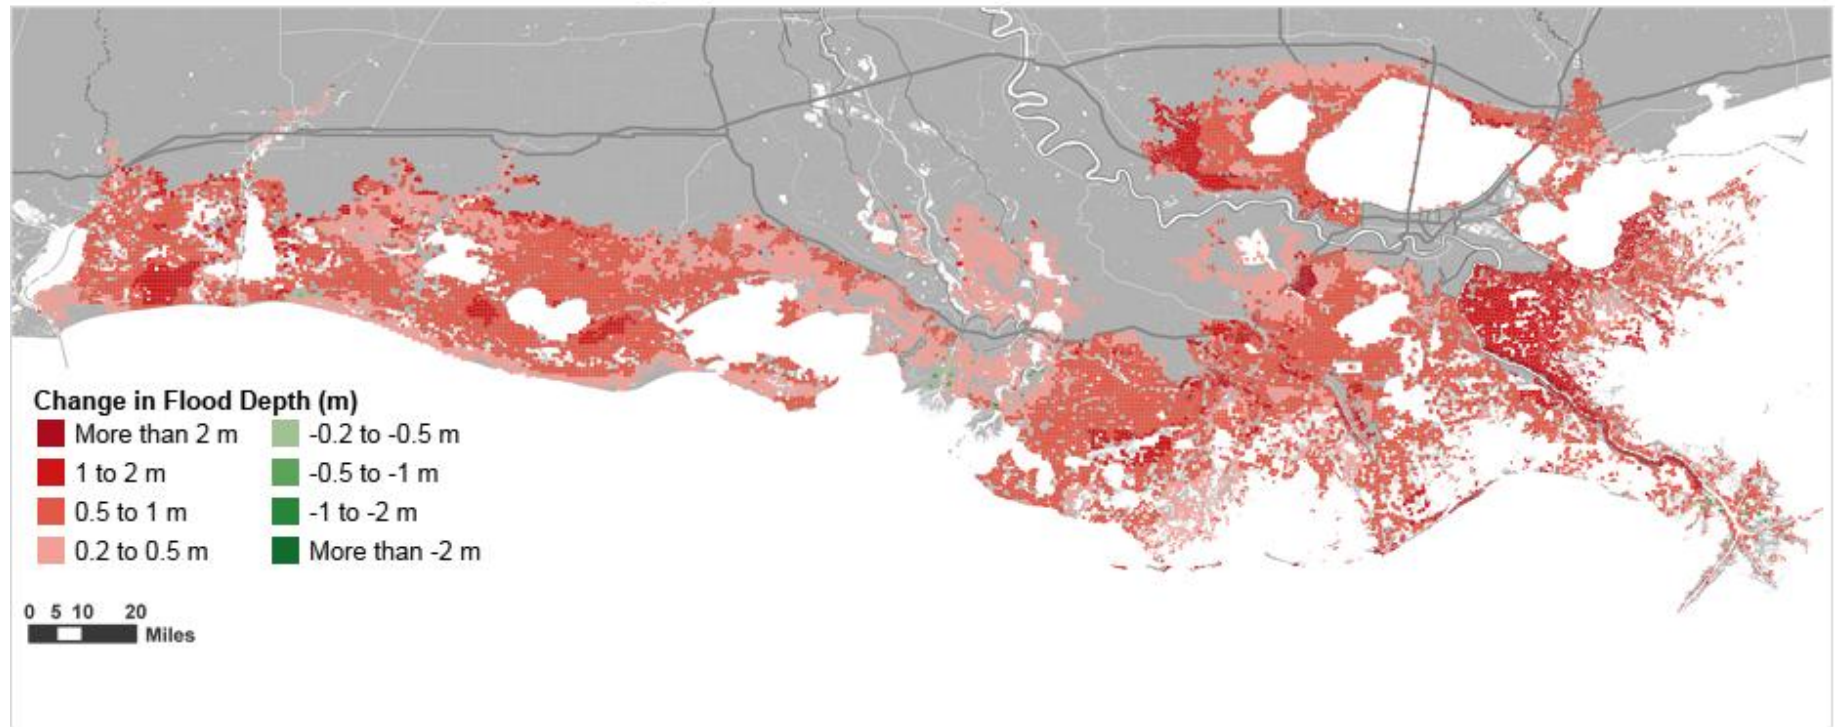 Change in Flood Depth (m)
More than 2 m
-0.2 to -0.5 m
1 to 2 m
-0.5 to -1 m
0.5 to 1 m
-1 to -2 m
0.2 to 0.5 m
More than -2 m
0 5 10 20
Miles